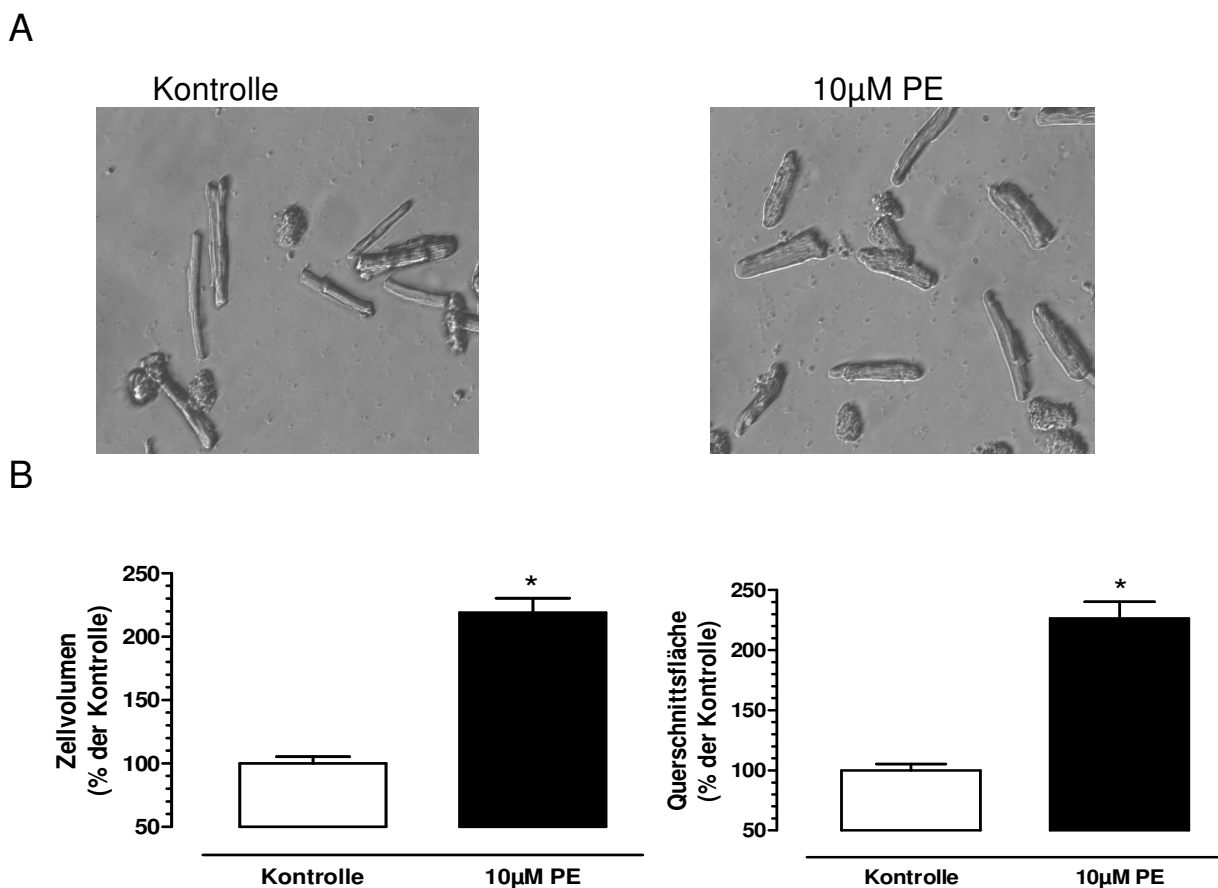 A
Kontrolle
10µM PE
B
Zellvolumen
(% der Kontrolle)
250
200
150
100
50
*
Kontrolle
10µM PE
Querschnittsfläche
(% der Kontrolle)
250
200
150
100
50
*
Kontrolle
10µM PE